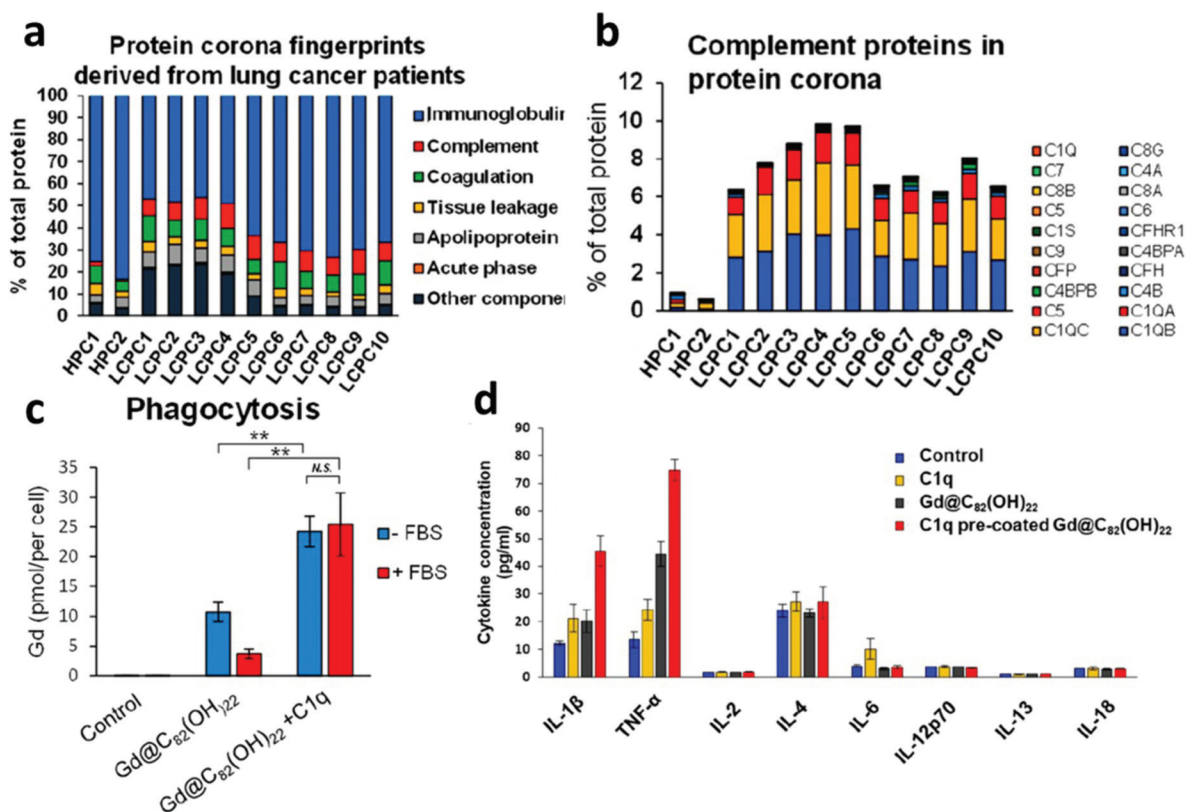 a
Protein corona fingerprints
derived from lung cancer patients
% of total protein
100
90
80
70
60
50
40
30
20
10
0
HPC1
HPC2
LCPC1
LCPC2
LCPC3
LCPC4
LCPC5
LCPC6
LCPC7
LCPC8
LCPC9
LCPC10
Immunoglobulin
Complement
Coagulation
Tissue leakage
Apolipoprotein
Acute phase
Other compone
b
Complement proteins in
protein corona
% of total protein
12
10
8
6
4
2
0
HPC1
HPC2
LCPC1
LCPC2
LCPC3
LCPC4
LCPC5
LCPC6
LCPC7
LCPC8
LCPC9
LCPC10
C1Q C8G
C7 C4A
C8B C8A
C5 C6
C1S CFHR1
C9 C4BPA
CFP CFH
C4BPB C4B
C5 C1QA
C1QC C1QB
c
Phagocytosis
Gd (pmol/per cell)
35
30
25
20
15
10
5
0
**
**
N.S.
- FBS
+ FBS
Control
Gd@C82(OH)22
Gd@C82(OH)22 +C1q
d
Cytokine concentration
(pg/ml)
90
80
70
60
50
40
30
20
10
0
Control
C1q
Gd@C82(OH)22
C1q pre-coated Gd@C82(OH)22
IL-1β
TNF-α
IL-2
IL-4
IL-6
IL-12p70
IL-13
IL-18